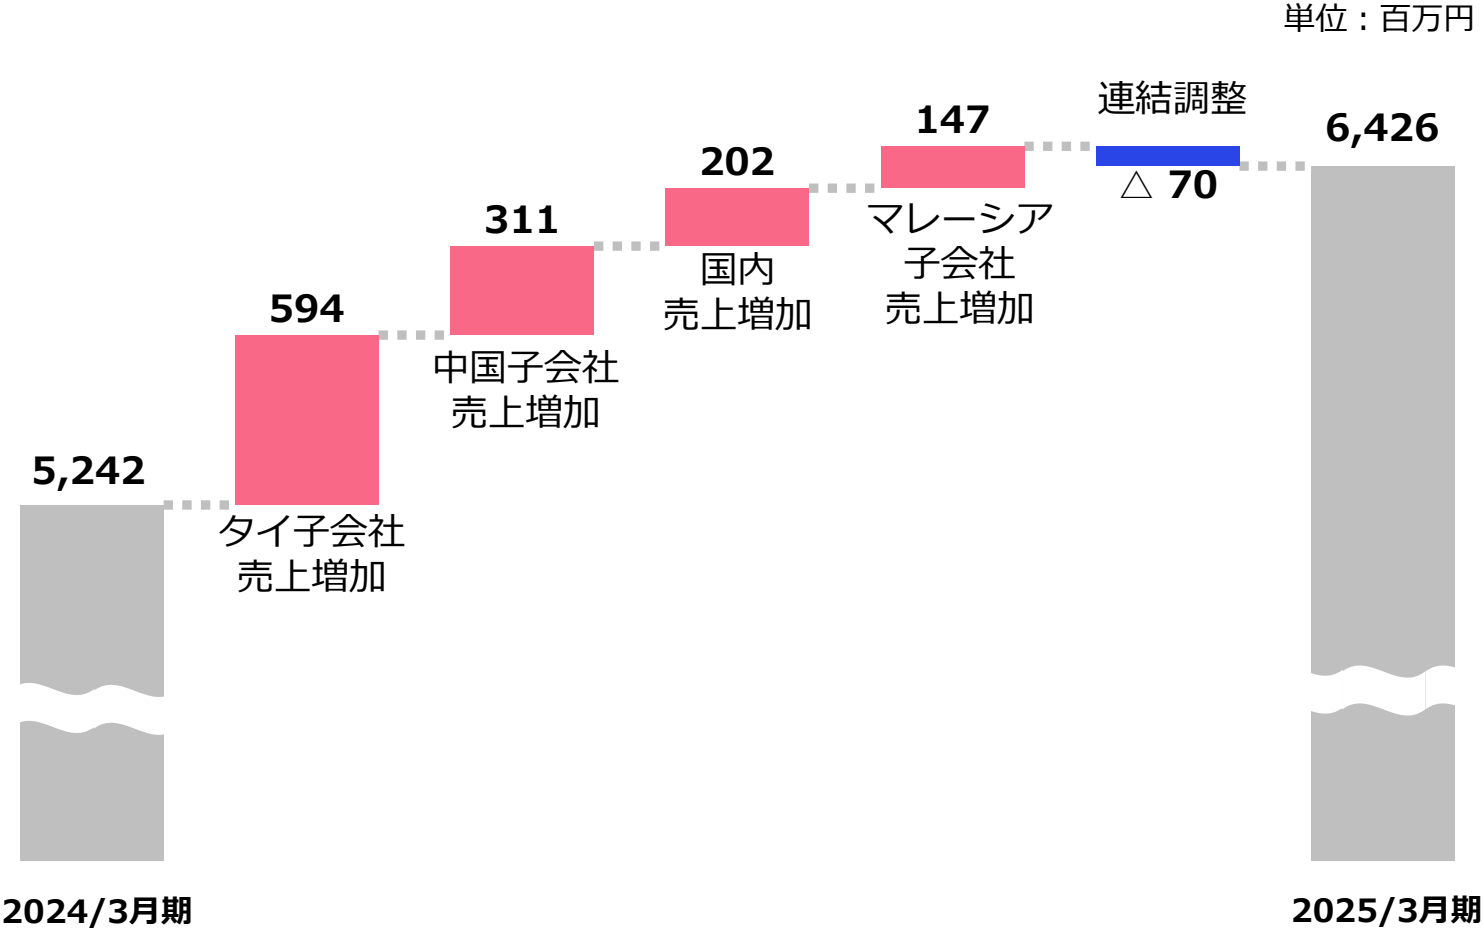 単位：百万円
5,242
594
タイ子会社
売上増加
311
中国子会社
売上増加
202
国内
売上増加
147
マレーシア
子会社
売上増加
連結調整
△ 70
6,426
2024/3月期
2025/3月期